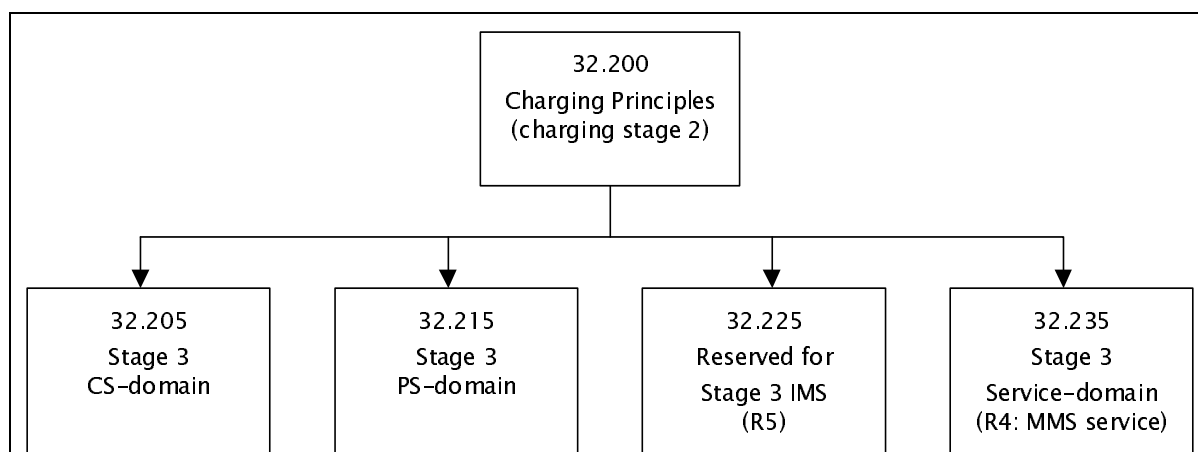 32.200
Charging Principles
(charging stage 2)
32.205
Stage 3
CS-domain
32.215
Stage 3
PS-domain
32.225
Reserved for
Stage 3 IMS
(R5)
32.235
Stage 3
Service-domain
(R4: MMS service)